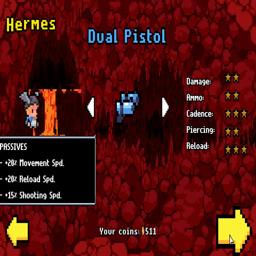 Hermes
Dual Pistol
Damage:
Ammo:
Cadence:
Piercing:
Reload:
PASSIVES
- +20% Movement Spd.
- +20% Reload Spd.
- +15% Shooting Spd.
Your coins: 1511